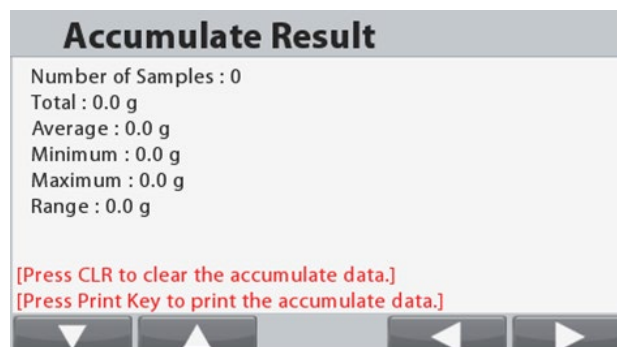 Accumulate Result
Number of Samples : 0
Total : 0.0 g
Average : 0.0 g
Minimum : 0.0 g
Maximum : 0.0 g
Range : 0.0 g
[Press CLR to clear the accumulate data.]
[Press Print Key to print the accumulate data.]